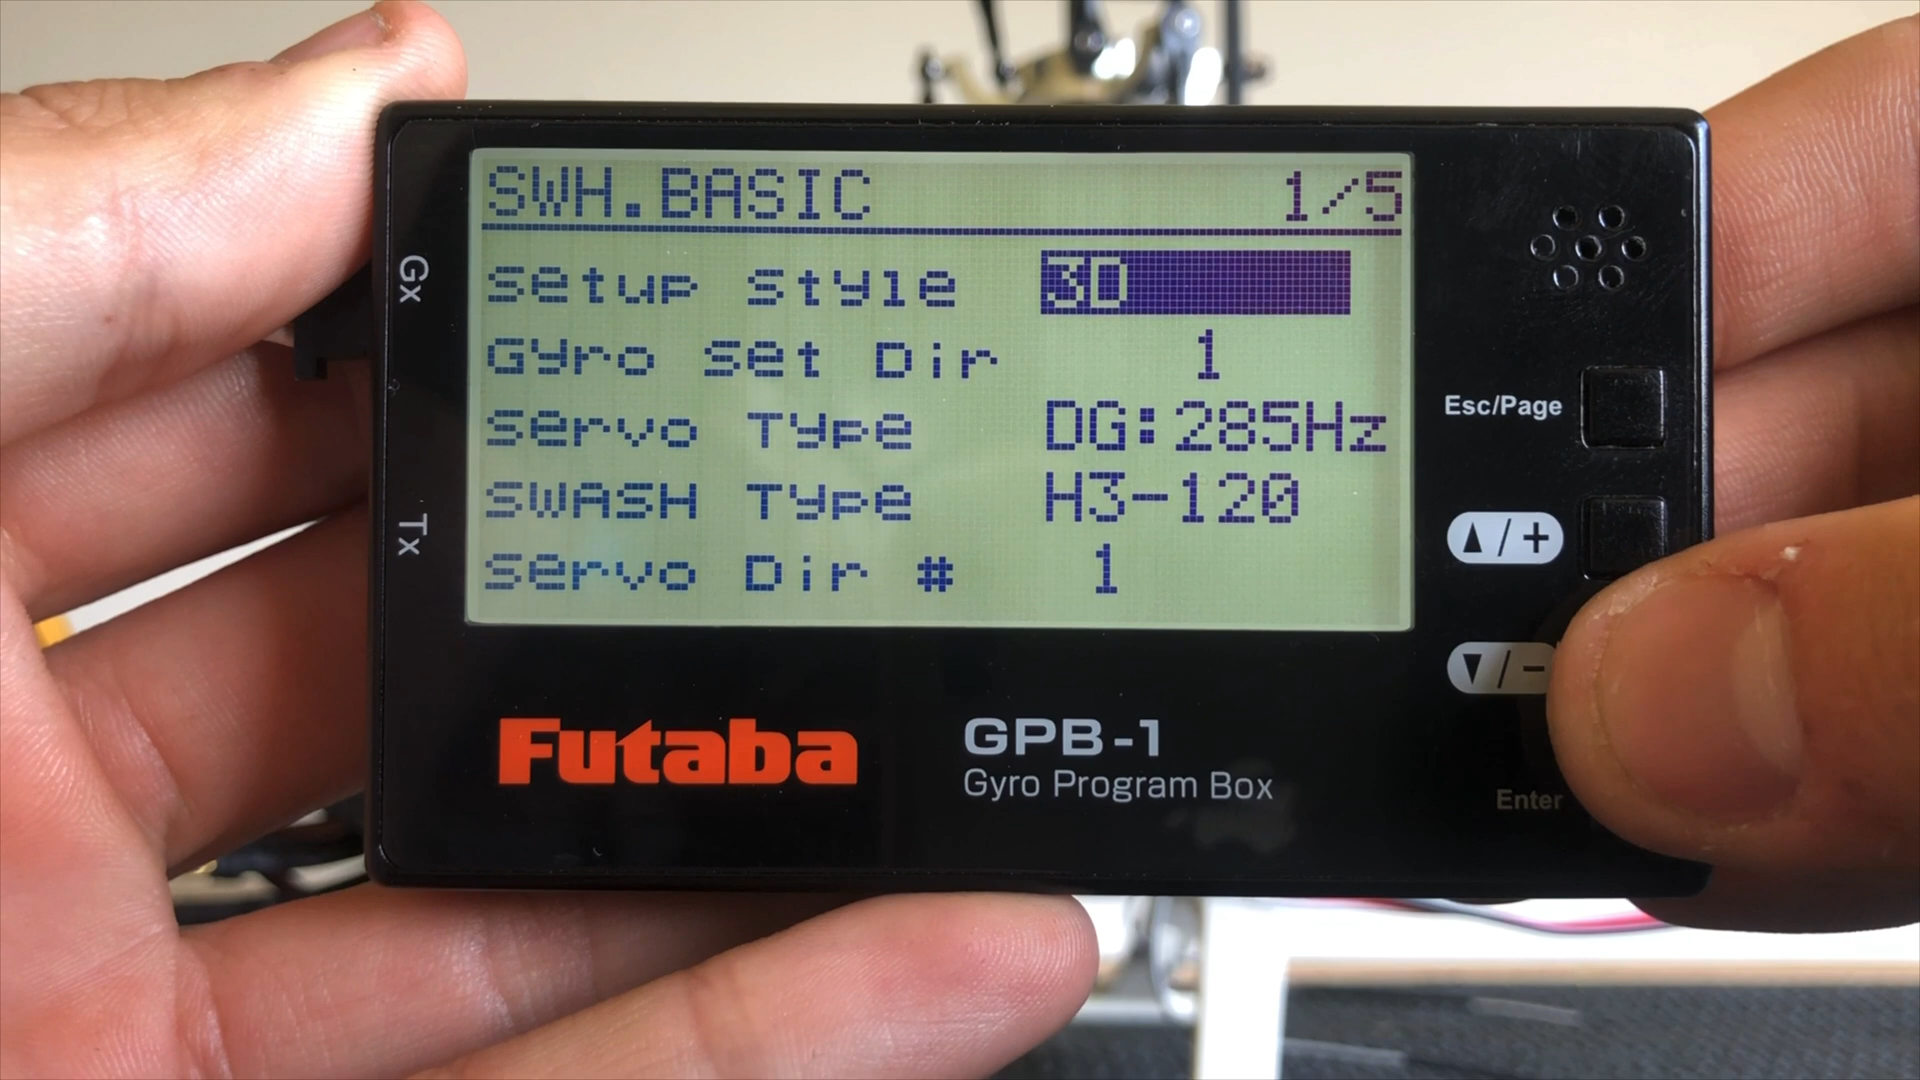 SWH.BASIC 1/5
Setup Style 3D
Gyro Set Dir 1
Servo Type DG:285Hz
SWASH Type H3-120
Servo Dir # 1
Gx
Tx
Esc/Page
▲/+
▼/−
Enter
Futaba
GPB-1
Gyro Program Box